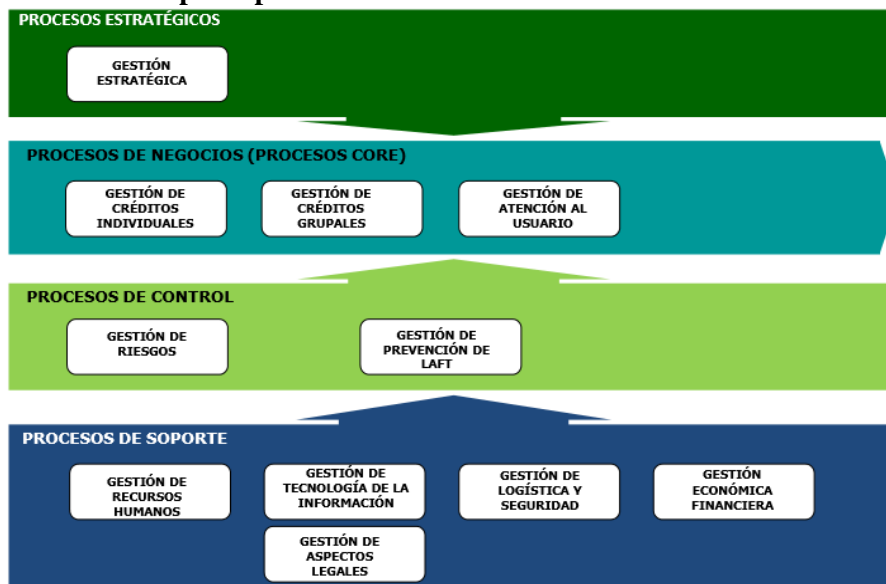 PROCESOS ESTRATÉGICOS
GESTIÓN
ESTRATÉGICA
PROCESOS DE NEGOCIOS (PROCESOS CORE)
GESTIÓN DE
CRÉDITOS
INDIVIDUALES
GESTIÓN DE
CRÉDITOS
GRUPALES
GESTIÓN DE
ATENCIÓN AL
USUARIO
PROCESOS DE CONTROL
GESTIÓN DE
RIESGOS
GESTIÓN DE
PREVENCIÓN DE
LAFT
PROCESOS DE SOPORTE
GESTIÓN DE
RECURSOS
HUMANOS
GESTIÓN DE
TECNOLOGÍA DE LA
INFORMACIÓN
GESTIÓN DE
LOGÍSTICA Y
SEGURIDAD
GESTIÓN
ECONÓMICA
FINANCIERA
GESTIÓN DE
ASPECTOS
LEGALES